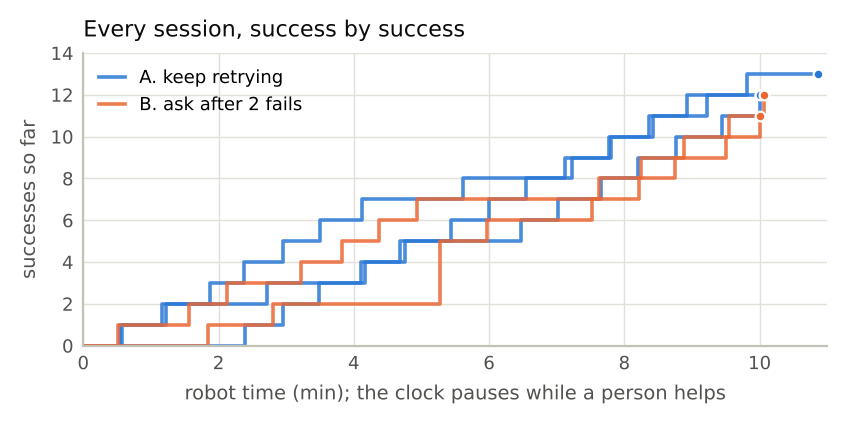 Every session, success by success
14
12
10
8
6
4
2
0
successes so far
A. keep retrying
B. ask after 2 fails
0 2 4 6 8 10
robot time (min); the clock pauses while a person helps